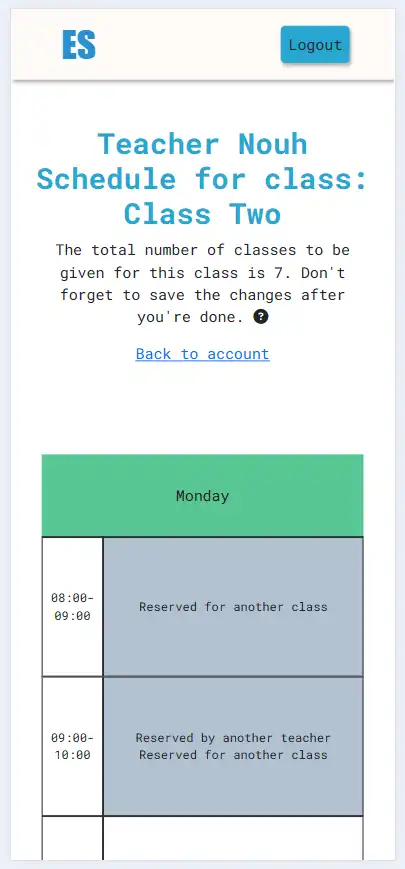 ES
Logout
Teacher Nouh
Schedule for class:
Class Two
The total number of classes to be
given for this class is 7. Don't
forget to save the changes after
you're done. ?
Back to account
Monday
08:00-
09:00
Reserved for another class
09:00-
10:00
Reserved by another teacher
Reserved for another class